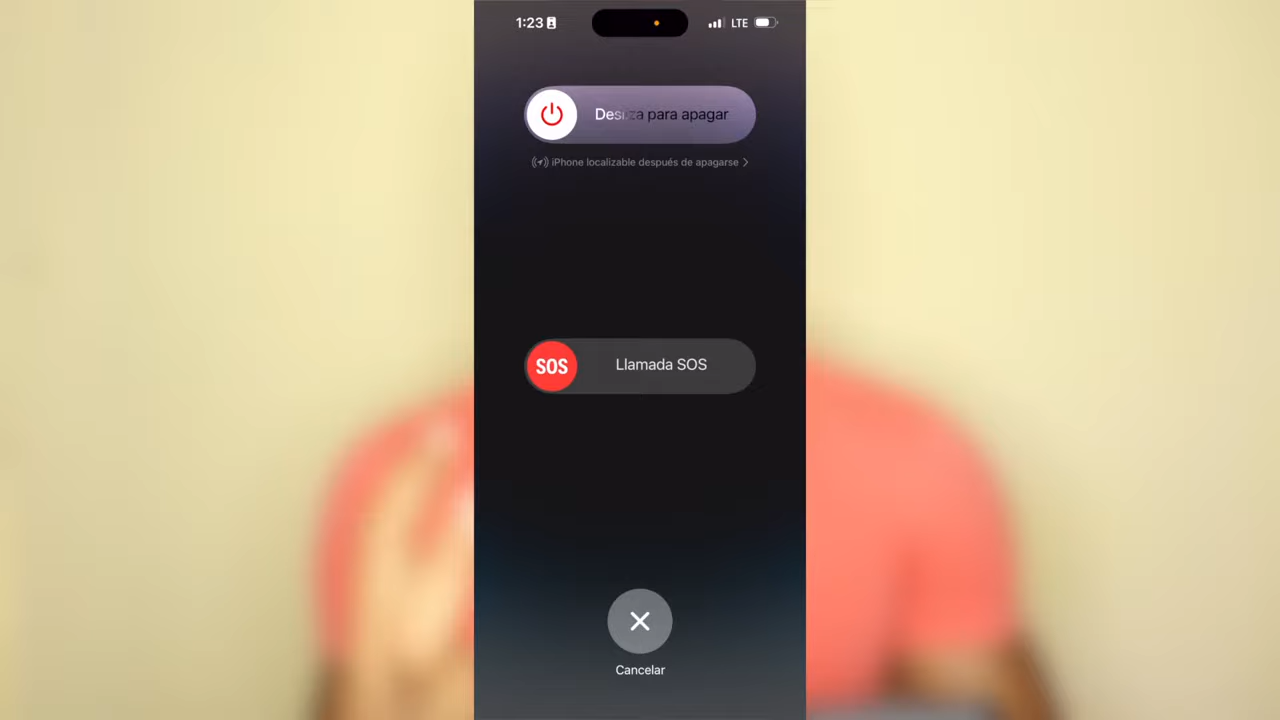 1:23
LTE
Desliza para apagar
iPhone localizable después de apagarse
SOS
Llamada SOS
Cancelar